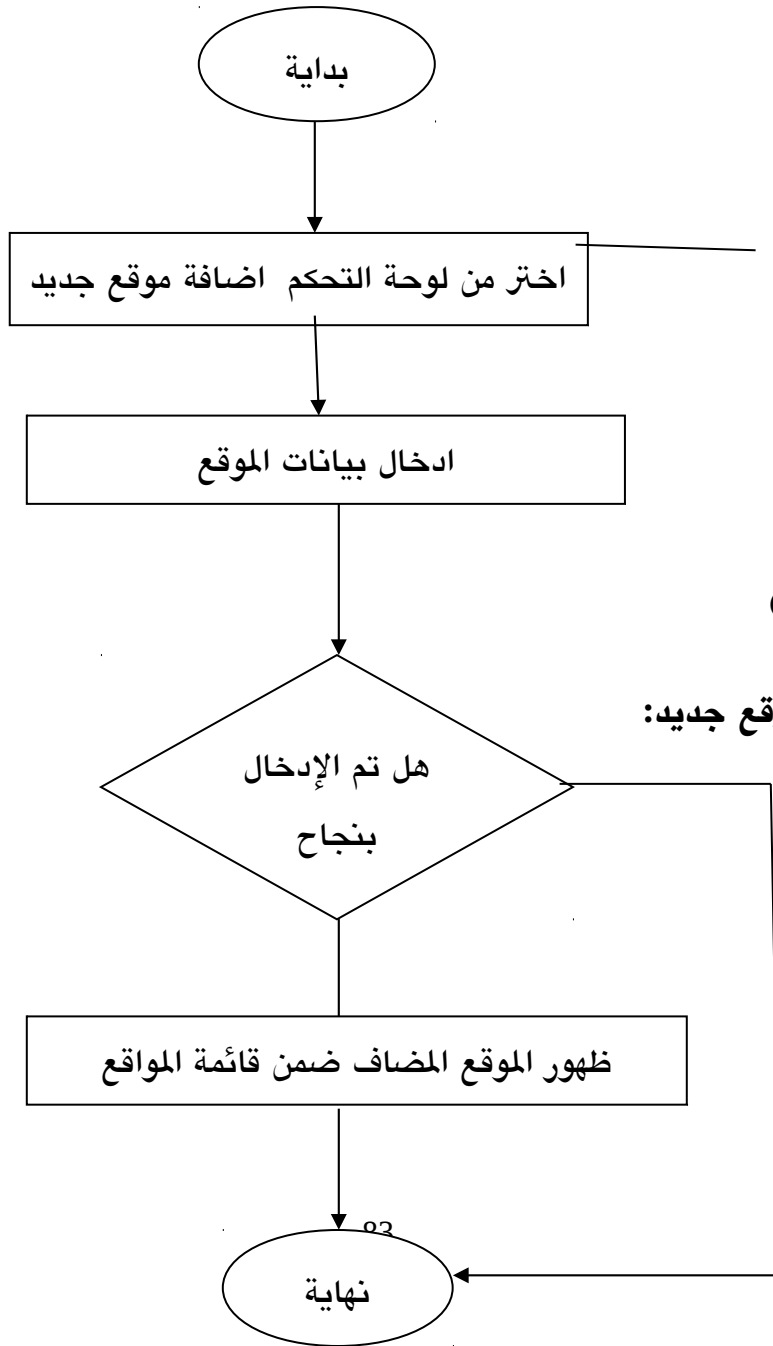 بداية
اختر من لوحة التحكم اضافة موقع جديد
ادخال بيانات الموقع
جديد:
هل تم الإدخال
بنجاح
ظهور الموقع المضاف ضمن قائمة المواقع
83
نهاية